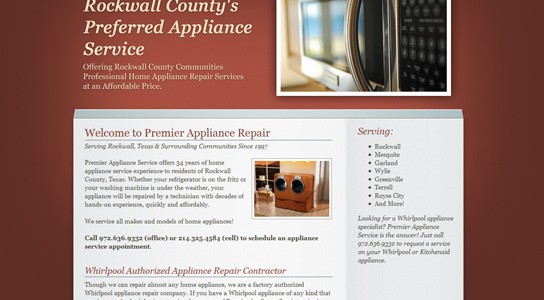 Rockwall County's
Preferred Appliance
Service
Offering Rockwall County Communities
Professional Home Appliance Repair Services
at an Affordable Price.
Welcome to Premier Appliance Repair
Serving Rockwall, Texas & Surrounding Communities Since 1997
Premier Appliance Service offers 34 years of home
appliance service experience to residents of Rockwall
County, Texas. Whether your refrigerator is on the fritz or
your washing machine is under the weather, your
appliance will be repaired by a technician with decades of
hands-on experience, quickly and affordably.
We service all makes and models of home appliances!
Call 972.636.9332 (office) or 214.325.4584 (cell) to schedule an appliance
service appointment.
Whirlpool Authorized Appliance Repair Contractor
Though we can repair almost any home appliance, we are a factory authorized
Whirlpool appliance repair company. If you have a Whirlpool appliance of any kind that
Serving:
Rockwall
Mesquite
Garland
Wylie
Greenville
Terrell
Royse City
And More!
Looking for a Whirlpool appliance
specialist? Premier Appliance
Service is the answer! Just call
972.636.9332 to request a service
on your Whirlpool or Kitchenaid
appliance.